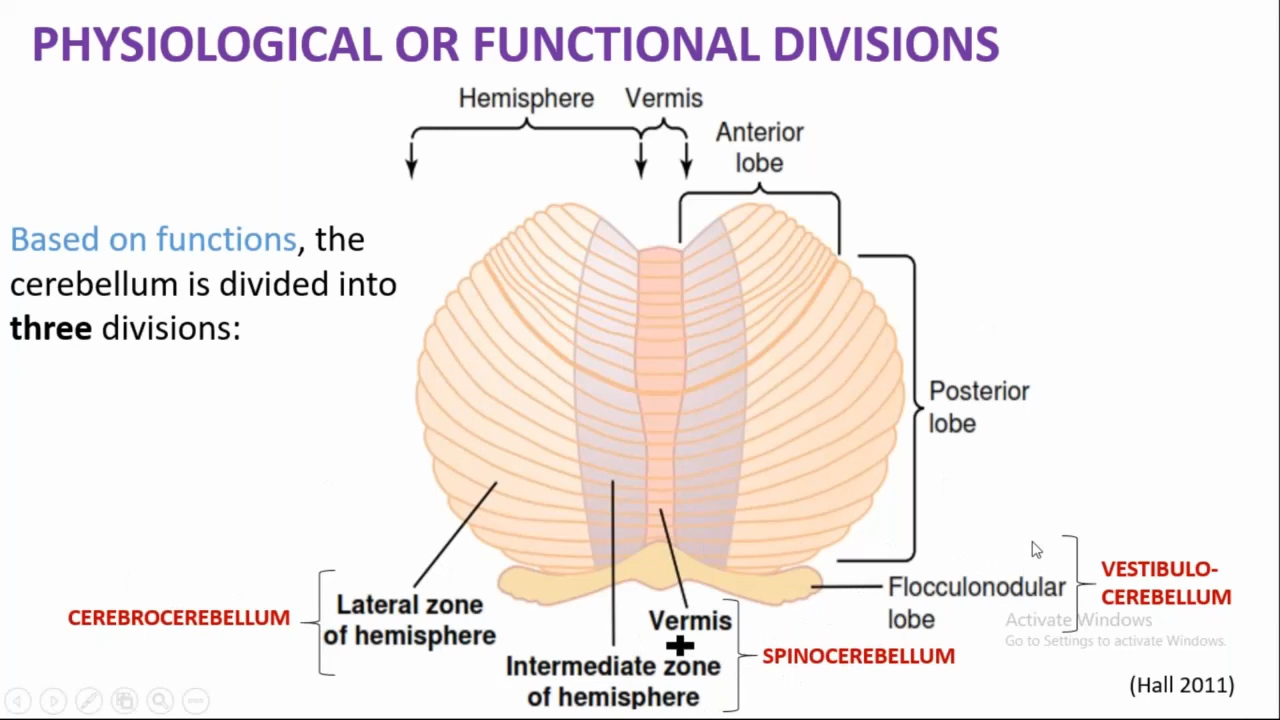 PHYSIOLOGICAL OR FUNCTIONAL DIVISIONS
Hemisphere
Vermis
Anterior
lobe
Based on functions, the
cerebellum is divided into
three divisions:
Posterior
lobe
CEREBROCEREBELLUM
Lateral zone
of hemisphere
Vermis
+
Intermediate zone
of hemisphere
SPINOCEREBELLUM
Flocculonodular
lobe
VESTIBULO-
CEREBELLUM
Activate Windows
Go to Settings to activate Windows.
(Hall 2011)